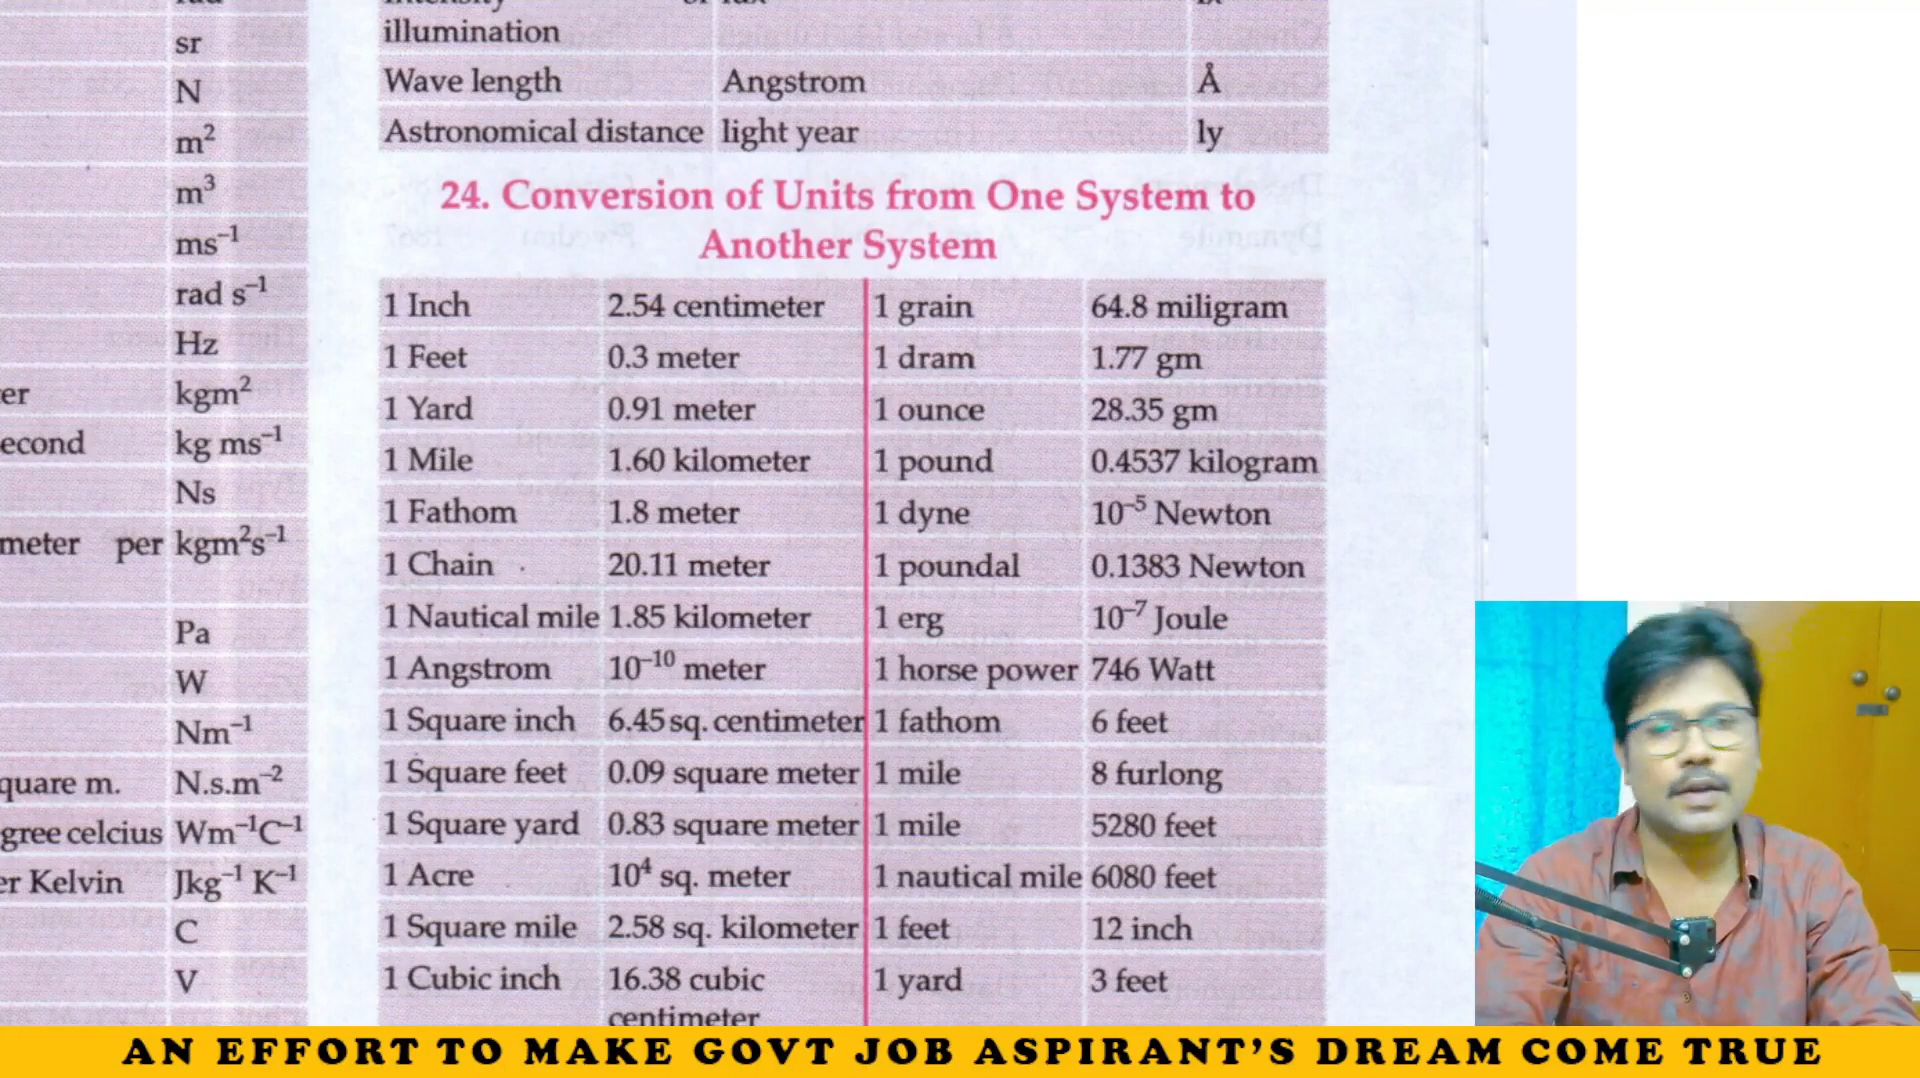 sr
N
m²
m³
ms⁻¹
rad s⁻¹
Hz
kgm²
econd kg ms⁻¹
Ns
meter per kgm²s⁻¹
Pa
W
Nm⁻¹
quare m. N.s.m⁻²
gree celcius Wm⁻¹C⁻¹
er Kelvin Jkg⁻¹ K⁻¹
C
V
illumination
Wave length Angstrom Å
Astronomical distance light year ly
24. Conversion of Units from One System to
Another System
1 Inch 2.54 centimeter 1 grain 64.8 miligram
1 Feet 0.3 meter 1 dram 1.77 gm
1 Yard 0.91 meter 1 ounce 28.35 gm
1 Mile 1.60 kilometer 1 pound 0.4537 kilogram
1 Fathom 1.8 meter 1 dyne 10⁻⁵ Newton
1 Chain 20.11 meter 1 poundal 0.1383 Newton
1 Nautical mile 1.85 kilometer 1 erg 10⁻⁷ Joule
1 Angstrom 10⁻¹⁰ meter 1 horse power 746 Watt
1 Square inch 6.45 sq. centimeter 1 fathom 6 feet
1 Square feet 0.09 square meter 1 mile 8 furlong
1 Square yard 0.83 square meter 1 mile 5280 feet
1 Acre 10⁴ sq. meter 1 nautical mile 6080 feet
1 Square mile 2.58 sq. kilometer 1 feet 12 inch
1 Cubic inch 16.38 cubic 1 yard 3 feet
centimeter
AN EFFORT TO MAKE GOVT JOB ASPIRANT'S DREAM COME TRUE